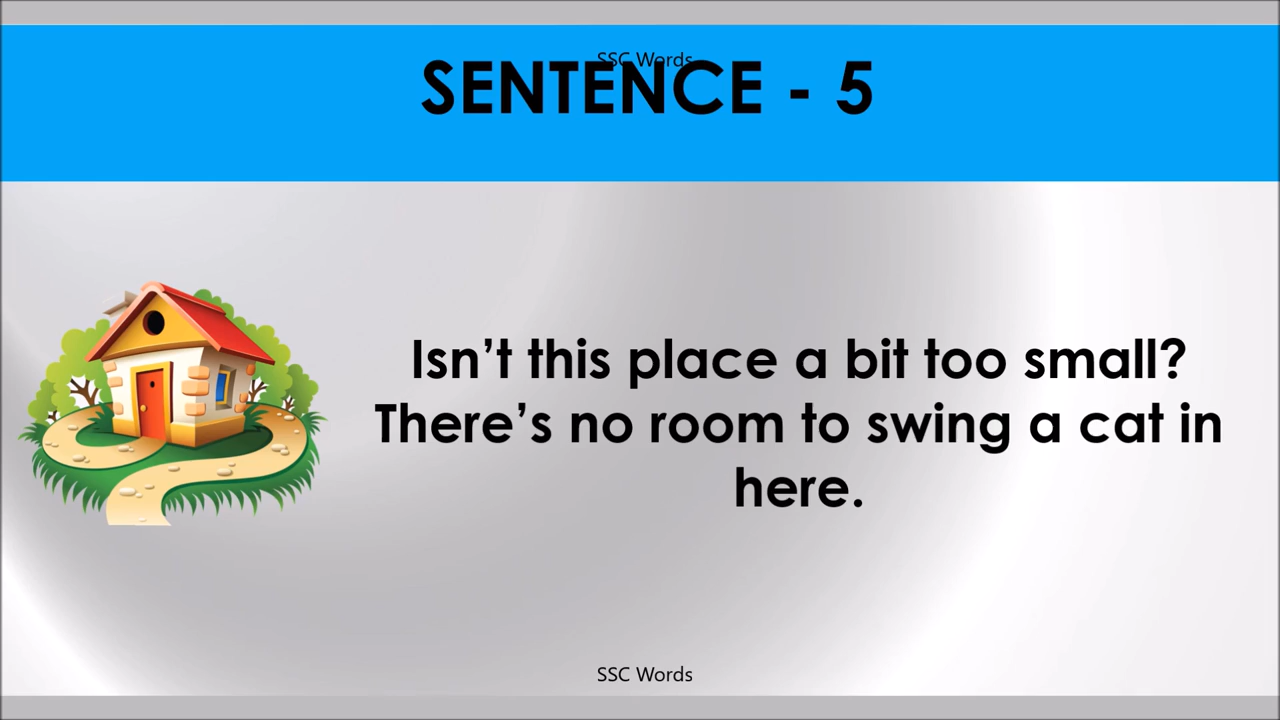 SSC Words
SENTENCE - 5
Isn’t this place a bit too small?
There’s no room to swing a cat in
here.
SSC Words